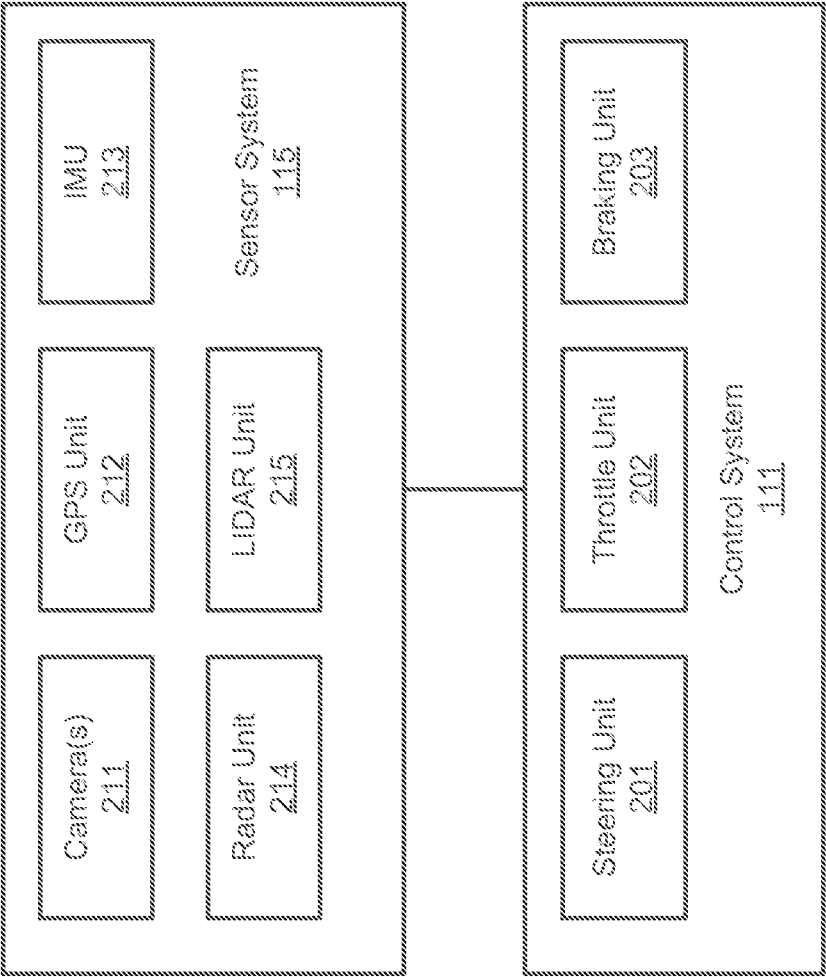 Camera(s)
211
GPS Unit
212
IMU
213
Radar Unit
214
LIDAR Unit
215
Sensor System
115
Steering Unit
201
Throttle Unit
202
Braking Unit
203
Control System
111